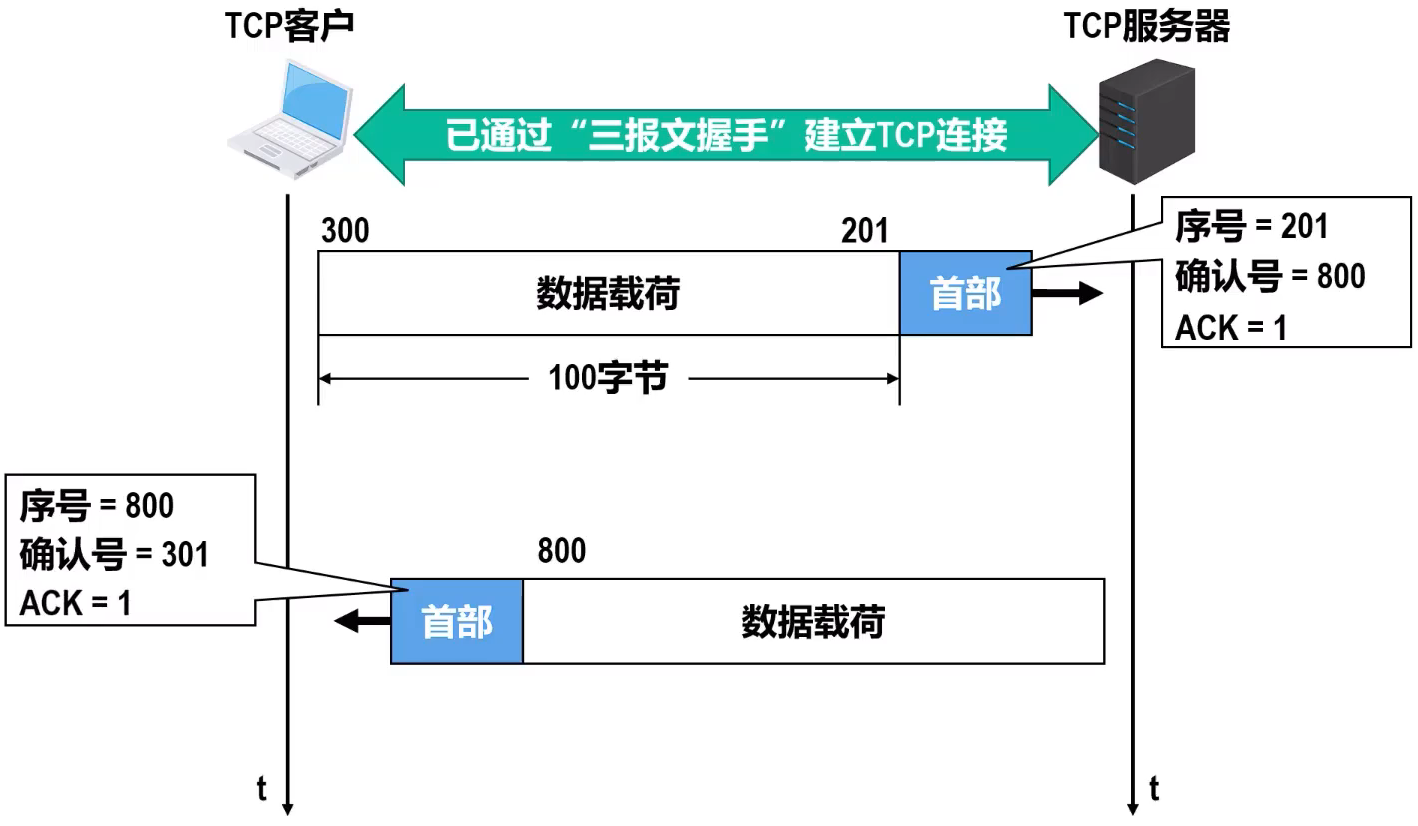 TCP客户
TCP服务器
已通过“三报文握手”建立TCP连接
300
201
数据载荷
首部
序号 = 201
确认号 = 800
ACK = 1
100字节
序号 = 800
确认号 = 301
ACK = 1
800
首部
数据载荷
t
t